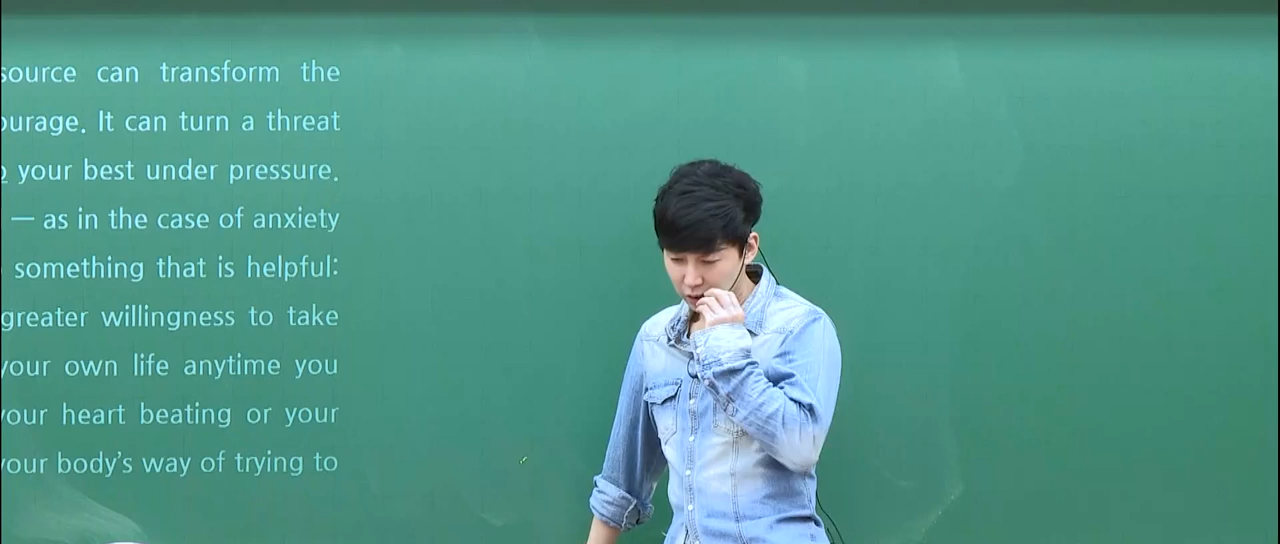 source can transform the
ourage. It can turn a threat
your best under pressure.
— as in the case of anxiety
something that is helpful:
greater willingness to take
your own life anytime you
your heart beating or your
your body's way of trying to